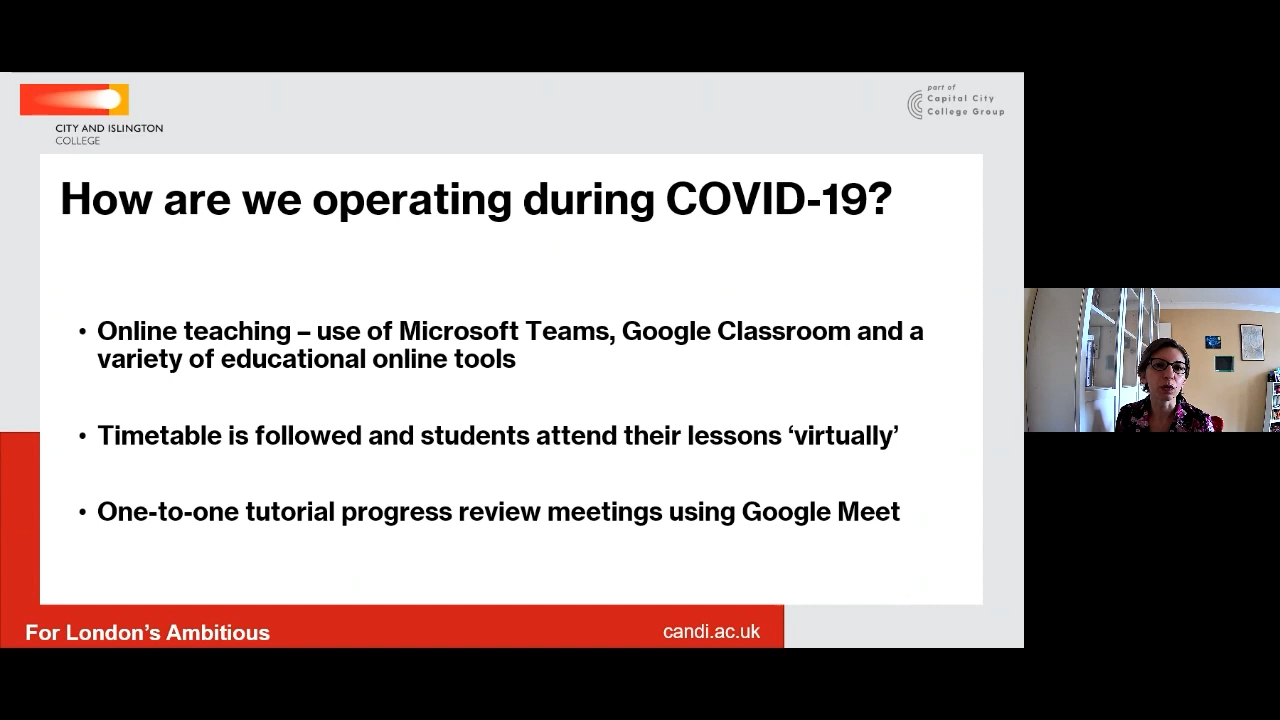 part of
Capital City
College Group
CITY AND ISLINGTON
COLLEGE
How are we operating during COVID-19?
• Online teaching – use of Microsoft Teams, Google Classroom and a
variety of educational online tools
• Timetable is followed and students attend their lessons ‘virtually’
• One-to-one tutorial progress review meetings using Google Meet
For London’s Ambitious
candi.ac.uk